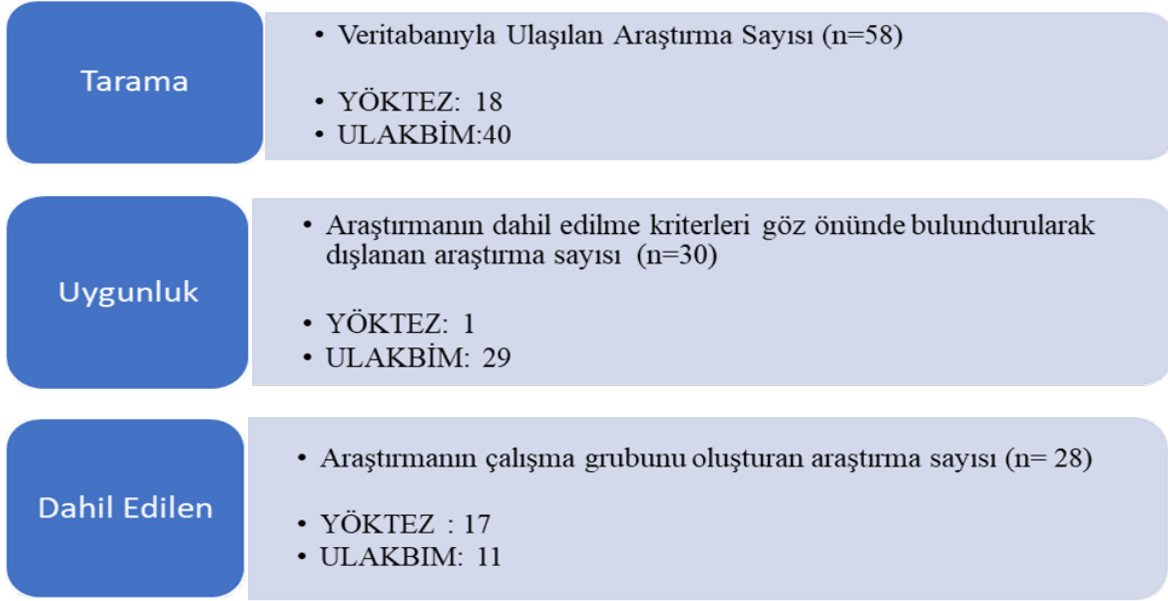 Tarama
• Veritabanıyla Ulaşılan Araştırma Sayısı (n=58)
• YÖKTEZ: 18
• ULAKBİM:40
Uygunluk
• Araştırmanın dahil edilme kriterleri göz önünde bulundurularak
dışlanan araştırma sayısı (n=30)
• YÖKTEZ: 1
• ULAKBİM: 29
Dahil Edilen
• Araştırmanın çalışma grubunu oluşturan araştırma sayısı (n= 28)
• YÖKTEZ : 17
• ULAKBIM: 11